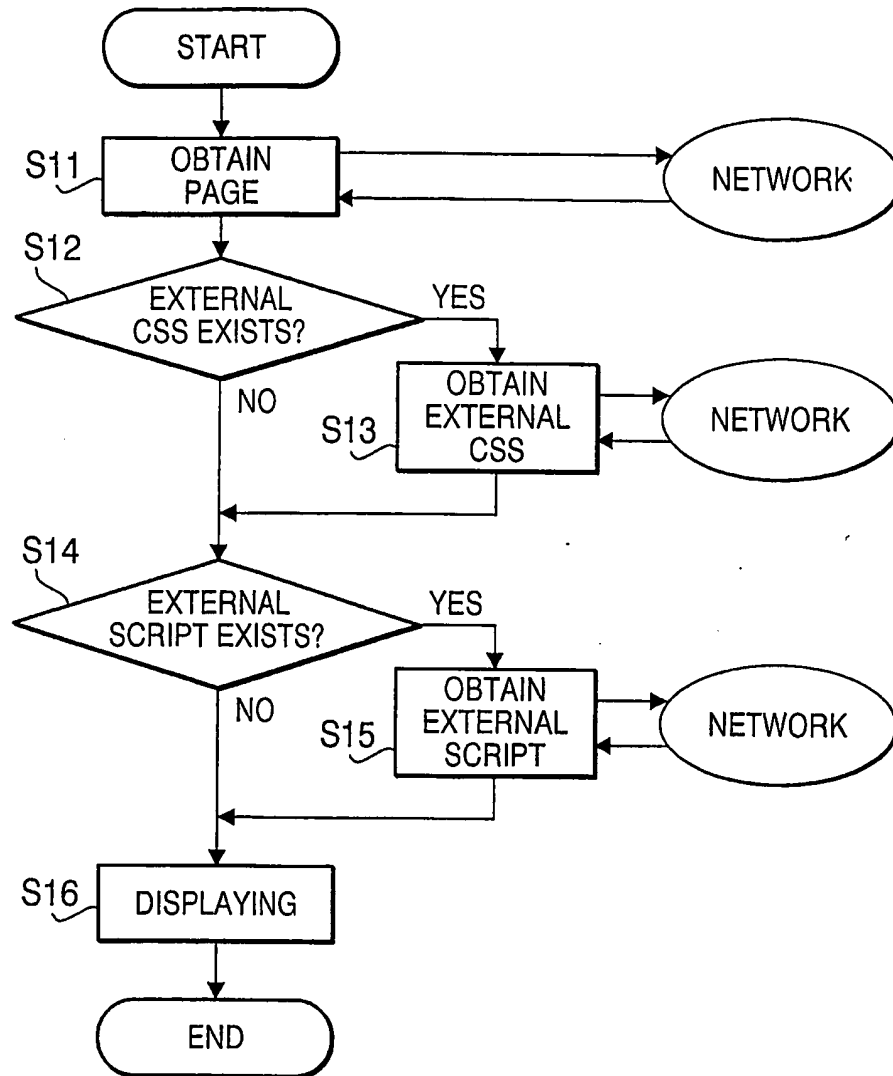 START
S11
OBTAIN
PAGE
NETWORK
S12
EXTERNAL
CSS EXISTS?
YES
NO
S13
OBTAIN
EXTERNAL
CSS
NETWORK
S14
EXTERNAL
SCRIPT EXISTS?
YES
NO
S15
OBTAIN
EXTERNAL
SCRIPT
NETWORK
S16
DISPLAYING
END